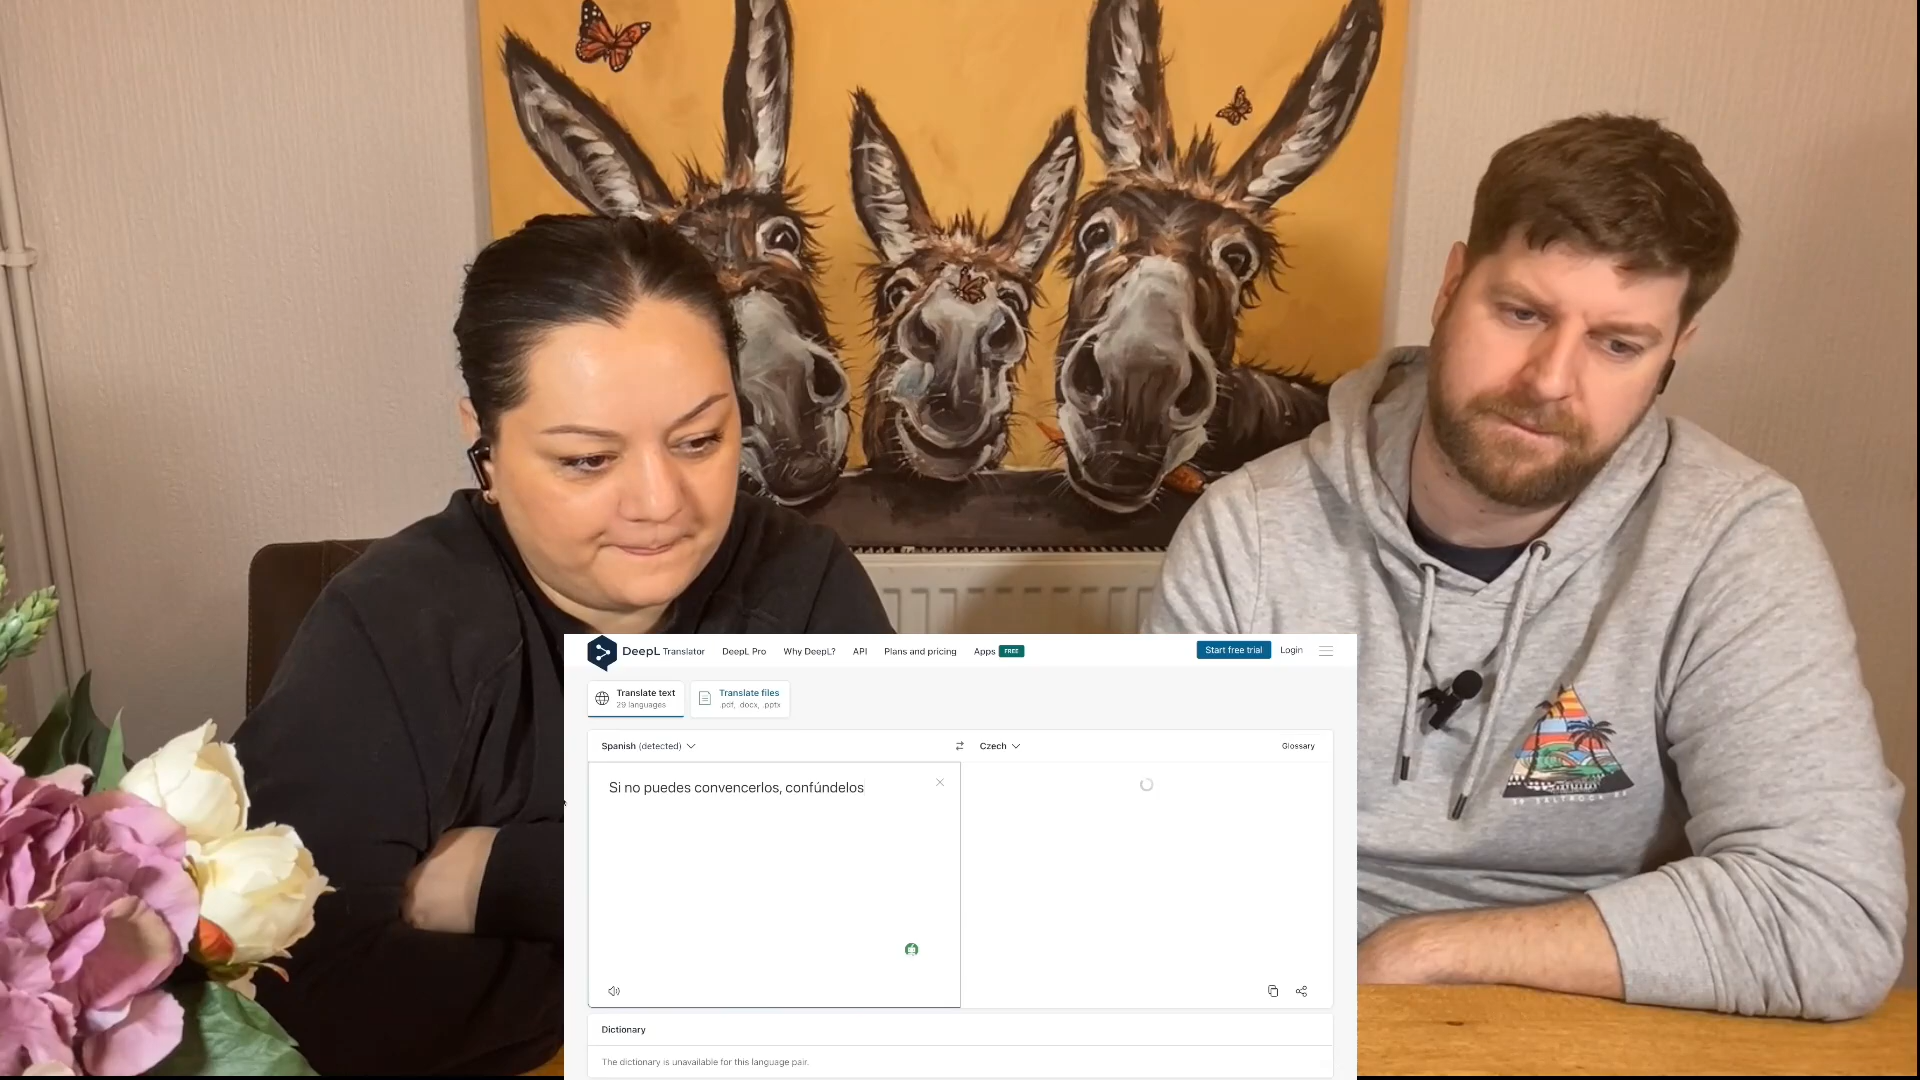 DeepL Translator DeepL Pro Why DeepL? API Plans and pricing Apps FREE Start free trial Login
Translate text
29 languages
Translate files
.pdf, .docx, .pptx
Spanish (detected)
Czech
Glossary
Si no puedes convencerlos, confúndelos
Dictionary
The dictionary is unavailable for this language pair.
SALTROCK